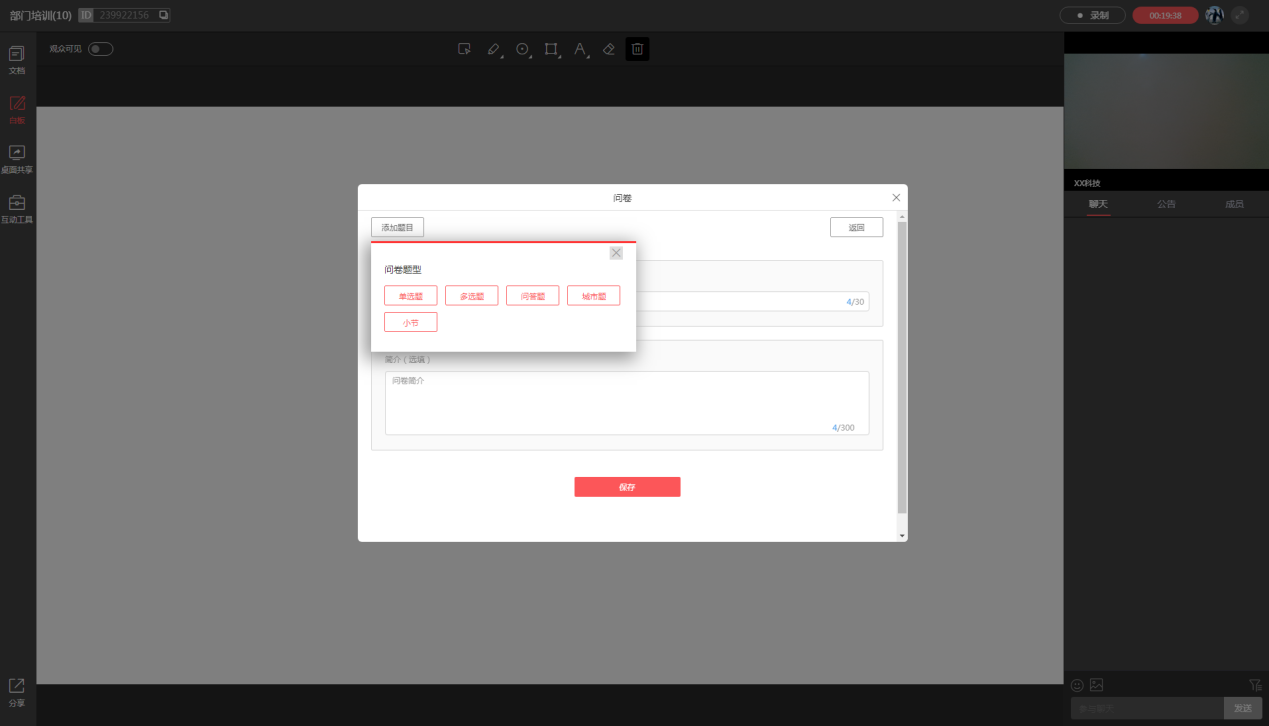 部门培训(10) ID 239922156
录制 00:19:38
观众可见
文档
白板
桌面共享
互动工具
分享
XX科技
聊天 公告 成员
问卷
添加题目 返回
问卷题型
单选题 多选题 问答题 城市题
小节
4/30
简介（选填）
问卷简介
4/300
保存
参与聊天 发送